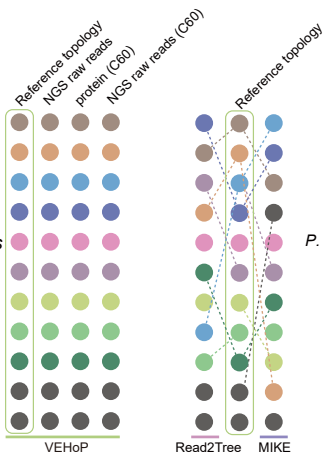 Reference topology
NGS raw reads
protein (C60)
NGS raw reads (C60)
Reference topology
s
P.
VEHoP
Read2Tree
MIKE